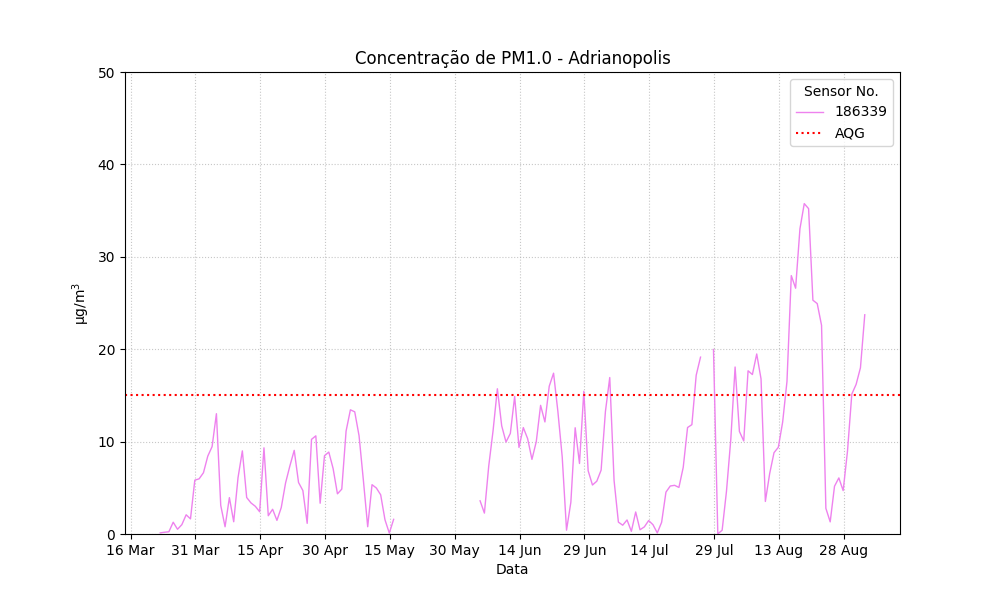 Concentração de PM1.0 - Adrianopolis
Sensor No.
186339
AQG
50
40
30
20
10
0
µg/m³
16 Mar 31 Mar 15 Apr 30 Apr 15 May 30 May 14 Jun 29 Jun 14 Jul 29 Jul 13 Aug 28 Aug
Data